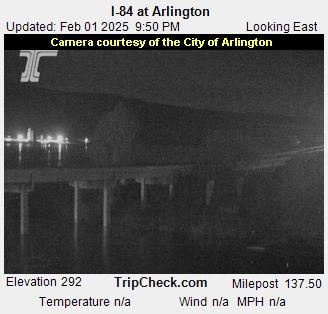 I-84 at Arlington
Updated: Feb 01 2025 9:50 PM Looking East
Camera courtesy of the City of Arlington
Elevation 292 TripCheck.com Milepost 137.50
Temperature n/a Wind n/a MPH n/a